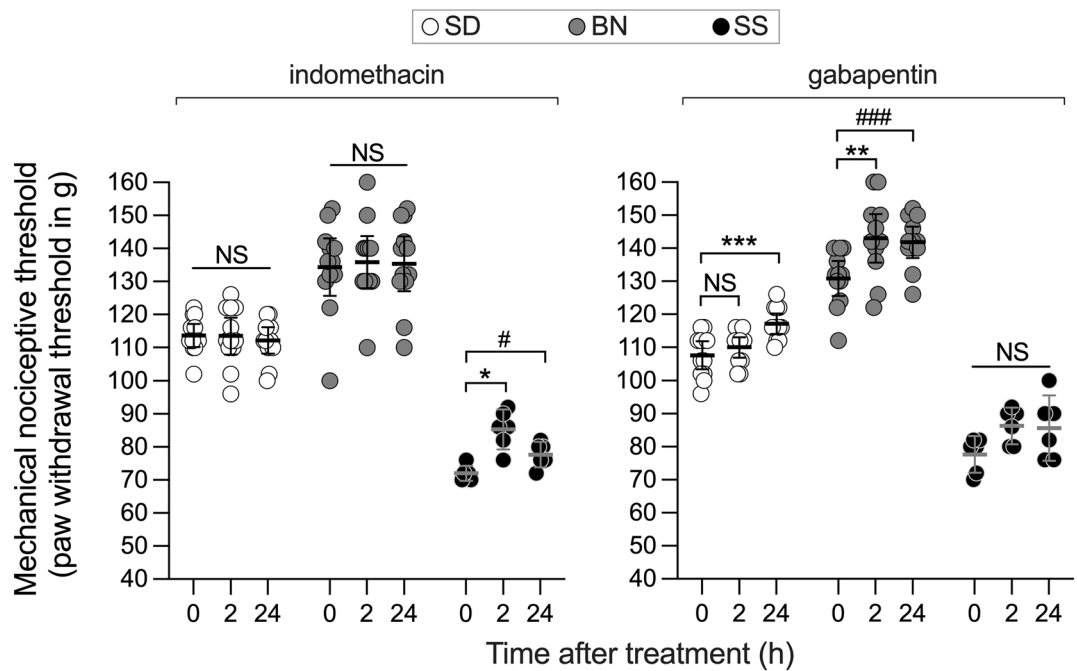 SD BN SS
indomethacin gabapentin
Mechanical nociceptive threshold
(paw withdrawal threshold in g)
160
150
140
130
120
110
100
90
80
70
60
50
40
NS
NS
#
*
0 2 24 0 2 24 0 2 24
160
150
140
130
120
110
100
90
80
70
60
50
40
***
NS
###
**
NS
0 2 24 0 2 24 0 2 24
Time after treatment (h)